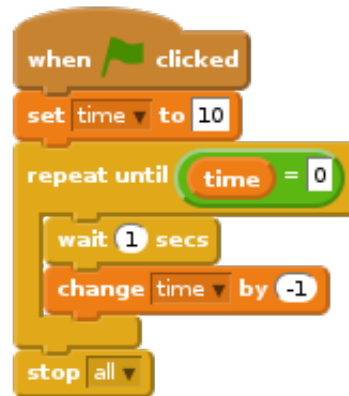 when clicked
set time to 10
repeat until time = 0
wait 1 secs
change time by -1
stop all